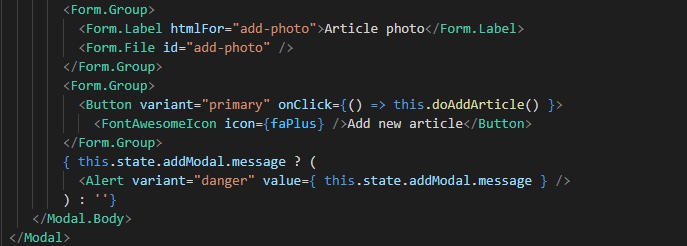 <Form.Group>
<Form.Label htmlFor="add-photo">Article photo</Form.Label>
<Form.File id="add-photo" />
</Form.Group>
<Form.Group>
<Button variant="primary" onClick={() => this.doAddArticle() }>
<FontAwesomeIcon icon={faPlus} />Add new article</Button>
</Form.Group>
{ this.state.addModal.message ? (
<Alert variant="danger" value={ this.state.addModal.message } />
) : ''}
</Modal.Body>
</Modal>